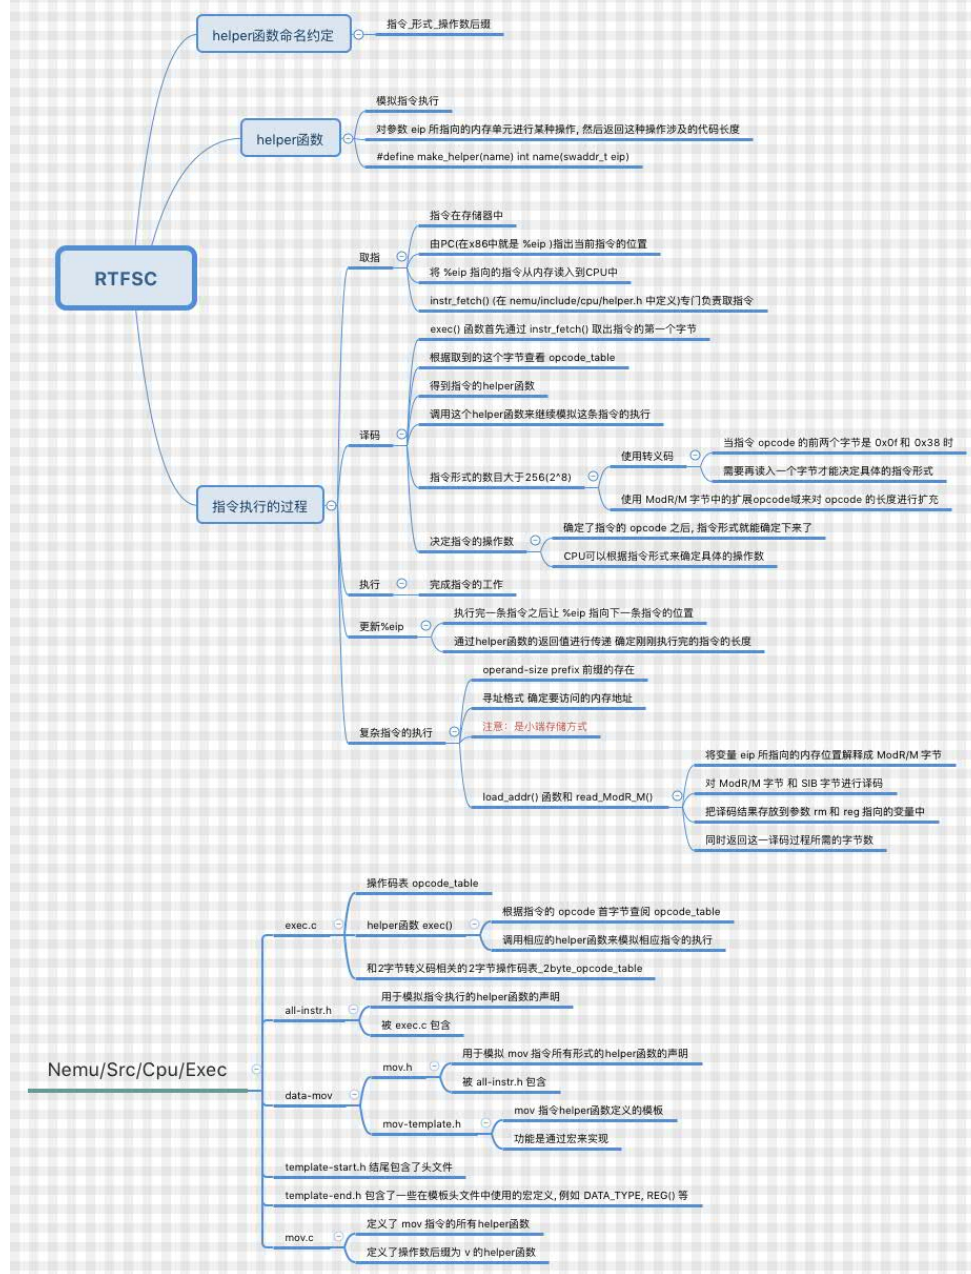 helper函数命名约定
指令_形式_操作数后缀
helper函数
模拟指令执行
对参数 eip 所指向的内存单元进行某种操作, 然后返回这种操作涉及的代码长度
#define make_helper(name) int name(swaddr_t eip)
RTFSC
指令执行的过程
取指
指令在存储器中
由PC(在x86中就是 %eip )指出当前指令的位置
将 %eip 指向的指令从内存读入到CPU中
instr_fetch() (在 nemu/include/cpu/helper.h 中定义)专门负责取指令
译码
exec() 函数首先通过 instr_fetch() 取出指令的第一个字节
根据取到的这个字节查看 opcode_table
得到指令的helper函数
调用这个helper函数来继续模拟这条指令的执行
指令形式的数目大于256(2^8)
使用转义码
当指令 opcode 的前两个字节是 0x0f 和 0x38 时
需要再读入一个字节才能决定具体的指令形式
使用 ModR/M 字节中的扩展opcode域来对 opcode 的长度进行扩充
决定指令的操作数
确定了指令的 opcode 之后, 指令形式就能确定下来了
CPU可以根据指令形式来确定具体的操作数
执行
完成指令的工作
更新%eip
执行完一条指令之后让 %eip 指向下一条指令的位置
通过helper函数的返回值进行传递 确定刚刚执行完的指令的长度
复杂指令的执行
operand-size prefix 前缀的存在
寻址格式 确定要访问的内存地址
注意：是小端存储方式
load_addr() 函数和 read_ModR_M()
将变量 eip 所指向的内存位置解释成 ModR/M 字节
对 ModR/M 字节 和 SIB 字节进行译码
把译码结果存放到参数 rm 和 reg 指向的变量中
同时返回这一译码过程所需的字节数
Nemu/Src/Cpu/Exec
exec.c
操作码表 opcode_table
helper函数 exec()
根据指令的 opcode 首字节查阅 opcode_table
调用相应的helper函数来模拟相应指令的执行
和2字节转义码相关的2字节操作码表_2byte_opcode_table
all-instr.h
用于模拟指令执行的helper函数的声明
被 exec.c 包含
data-mov
mov.h
用于模拟 mov 指令所有形式的helper函数的声明
被 all-instr.h 包含
mov-template.h
mov 指令helper函数定义的模板
功能是通过宏来实现
template-start.h 结尾包含了头文件
template-end.h 包含了一些在模板头文件中使用的宏定义, 例如 DATA_TYPE, REG() 等
mov.c
定义了 mov 指令的所有helper函数
定义了操作数后缀为 v 的helper函数